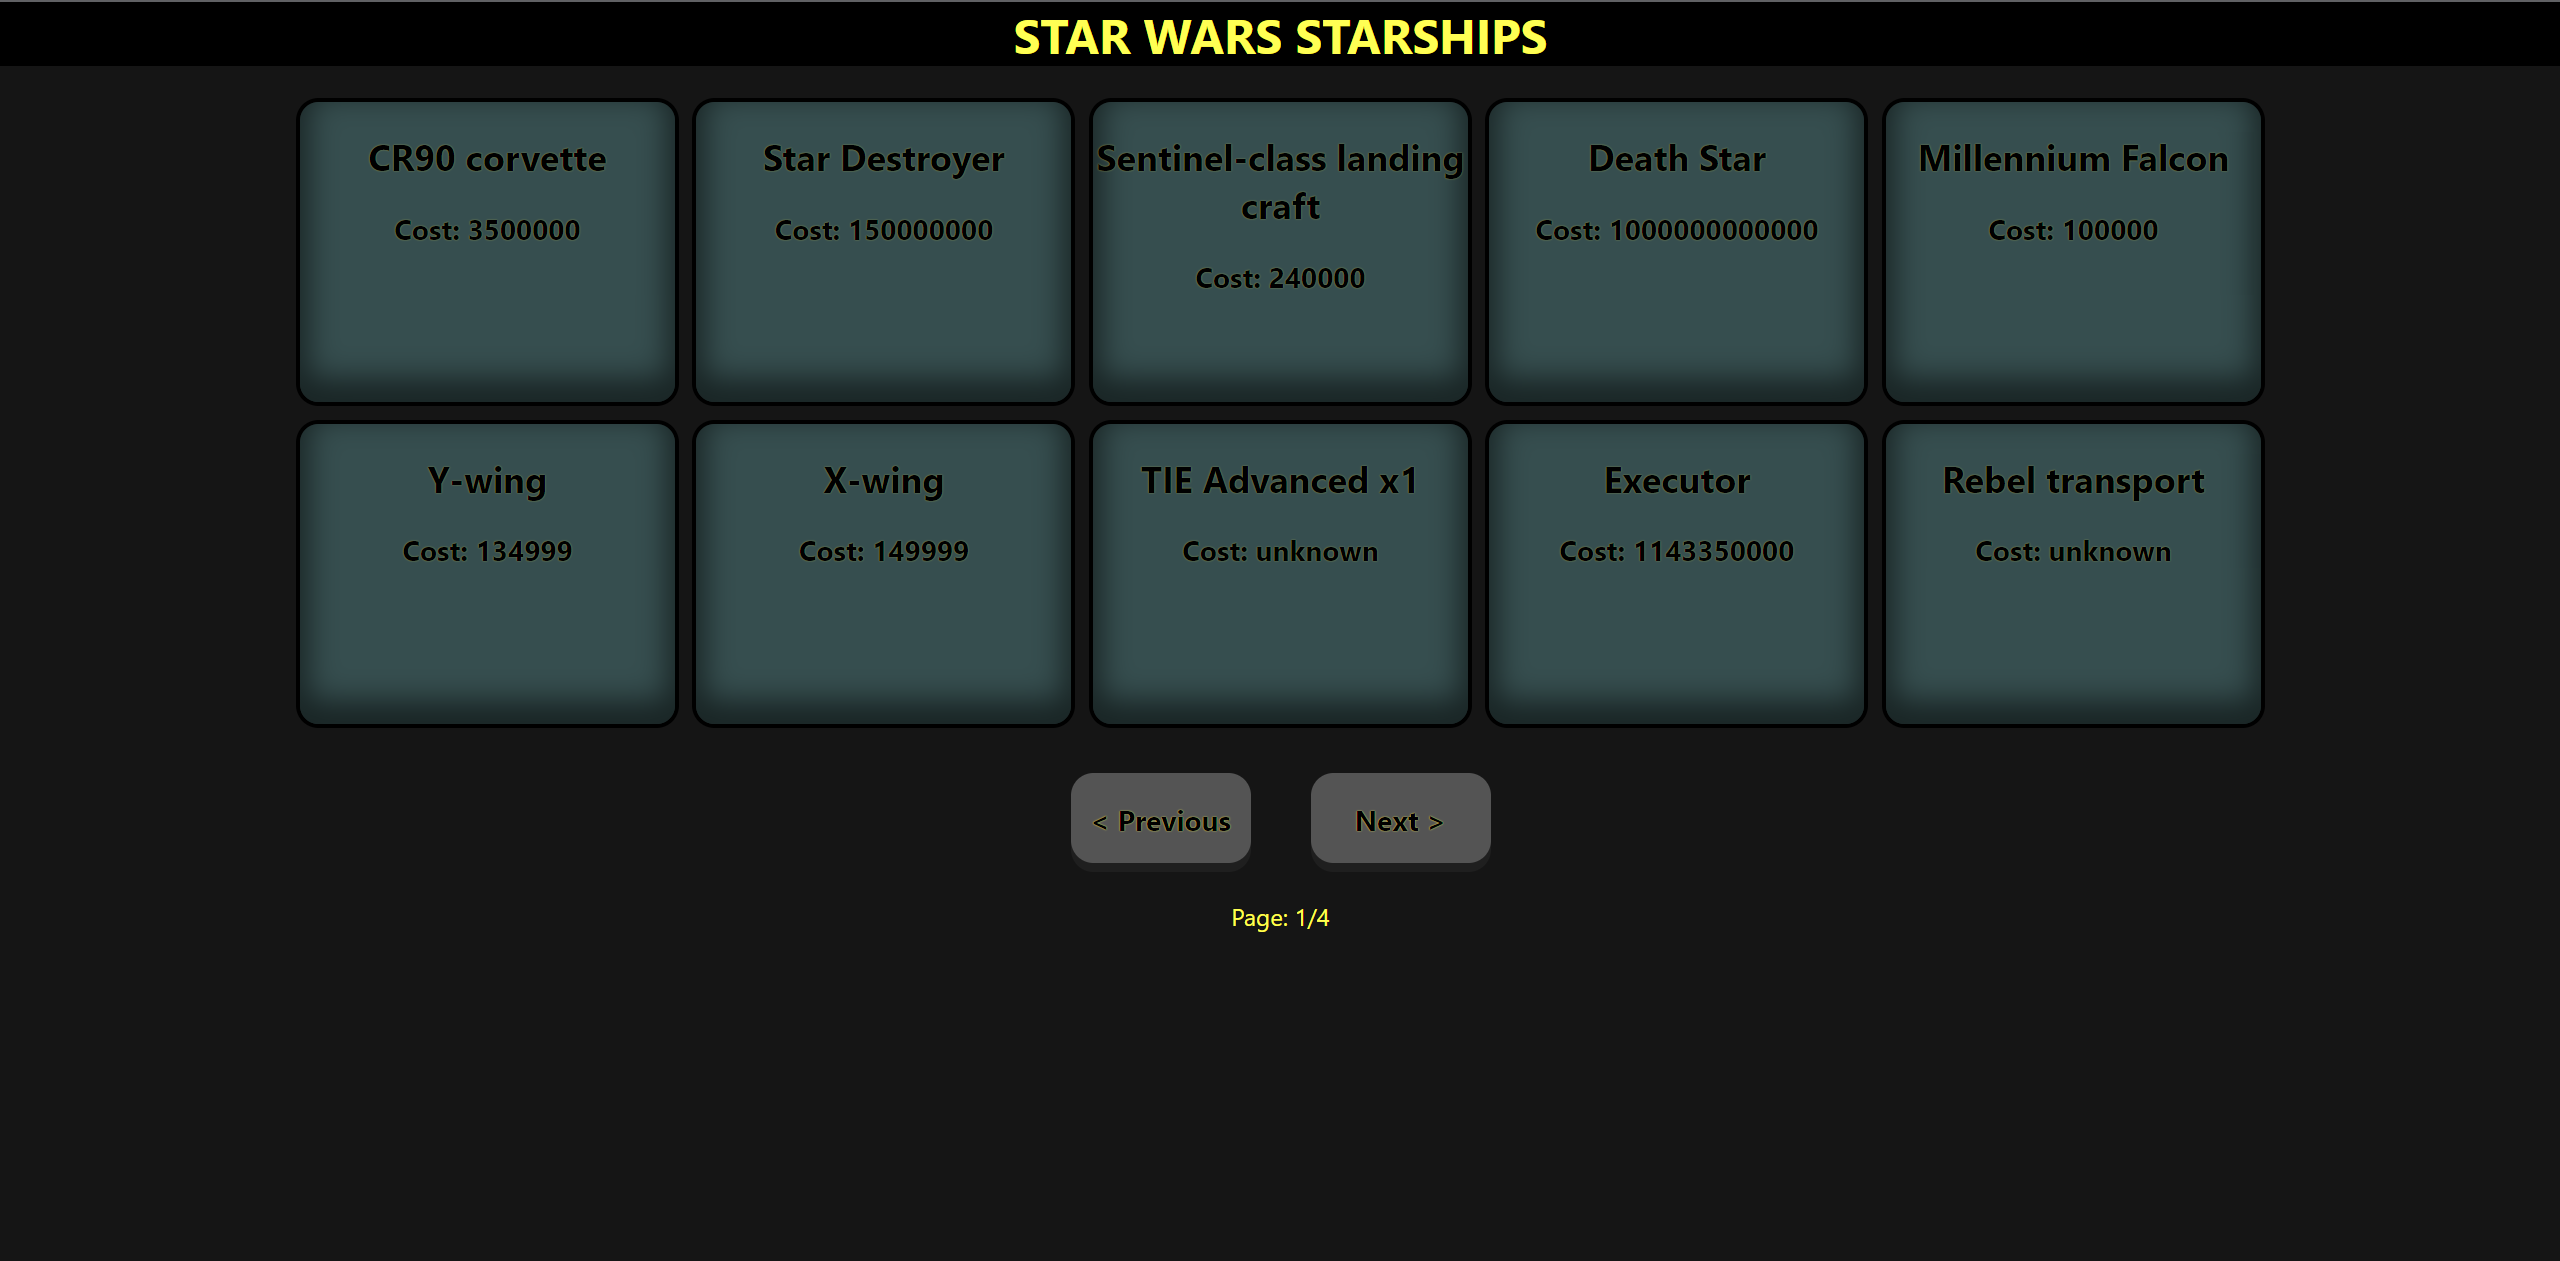 STAR WARS STARSHIPS
CR90 corvette
Cost: 3500000
Star Destroyer
Cost: 150000000
Sentinel-class landing
craft
Cost: 240000
Death Star
Cost: 1000000000000
Millennium Falcon
Cost: 100000
Y-wing
Cost: 134999
X-wing
Cost: 149999
TIE Advanced x1
Cost: unknown
Executor
Cost: 1143350000
Rebel transport
Cost: unknown
< Previous
Next >
Page: 1/4